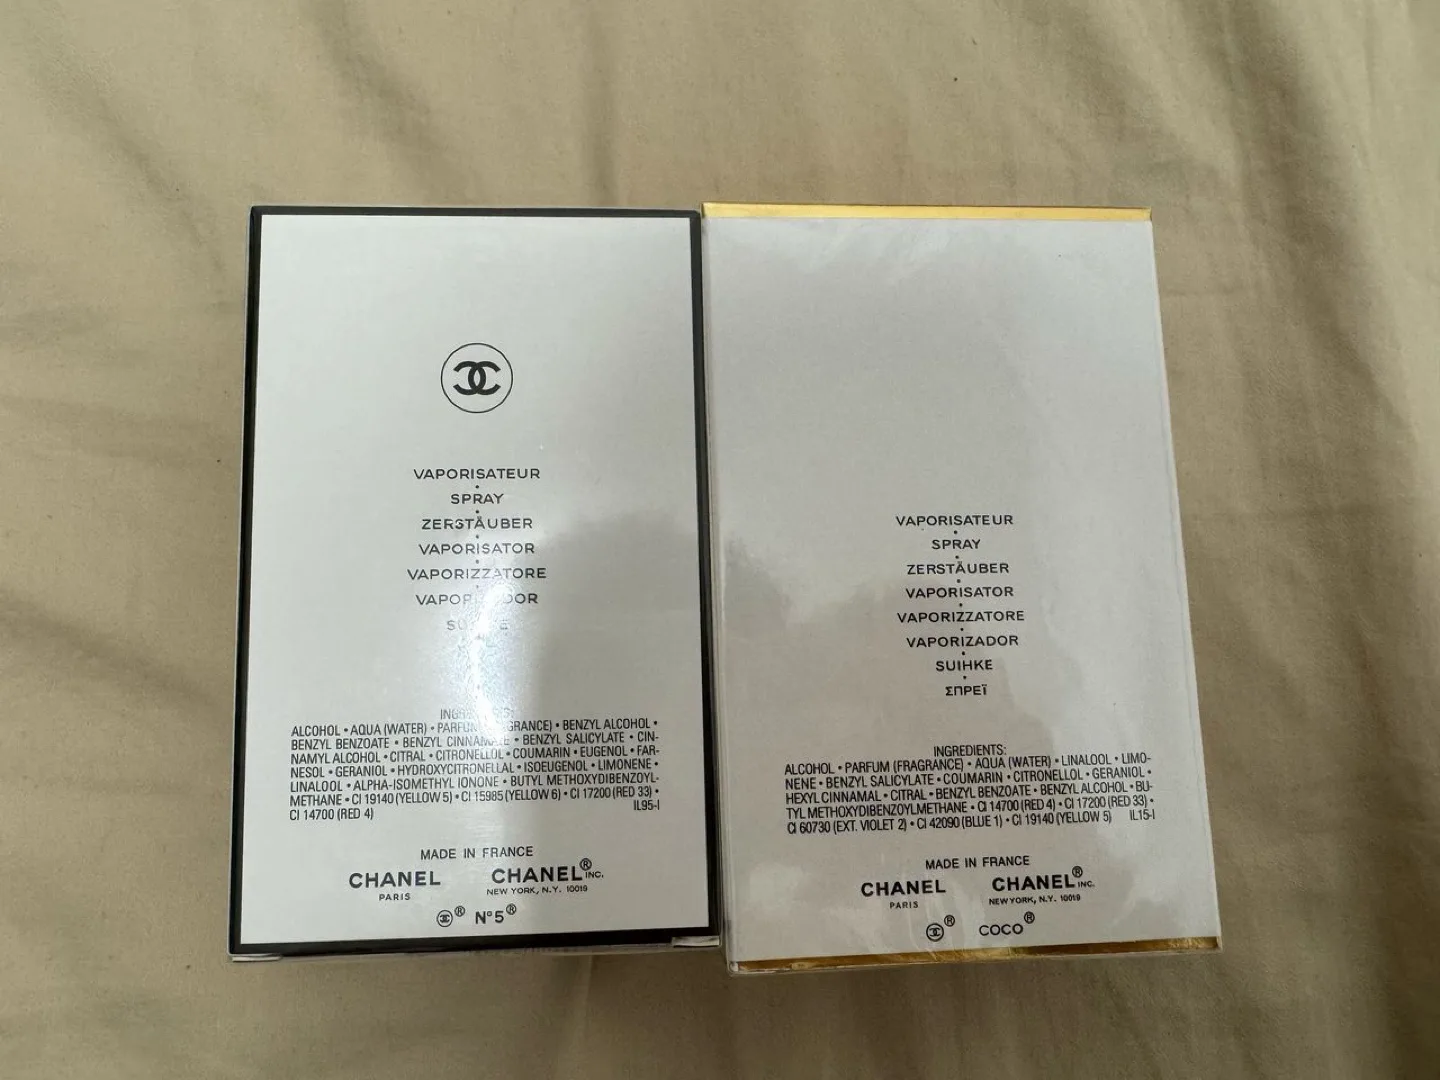 VAPORISATEUR
SPRAY
ZERSTÄUBER
VAPORISATOR
VAPORIZZATORE
ALCOHOL • AQUA (WATER) • BENZYL ALCOHOL •
BENZYL BENZOATE • BENZYL CINNAMATE • BENZYL SALICYLATE • CIN-
NAMYL ALCOHOL • CITRAL • CITRONELLOL • COUMARIN • EUGENOL • FAR-
NESOL • GERANIOL • HYDROXYCITRONELLAL • ISOEUGENOL • LIMONENE •
LINALOOL • ALPHA-ISOMETHYL IONONE • BUTYL METHOXYDIBENZOYL-
METHANE • CI 19140 (YELLOW 5) • CI 15985 (YELLOW 6) • CI 17200 (RED 33) •
CI 14700 (RED 4) IL95-I
MADE IN FRANCE
CHANEL CHANEL® INC.
PARIS NEW YORK, N.Y. 10019
® N°5®
VAPORISATEUR
SPRAY
ZERSTÄUBER
VAPORISATOR
VAPORIZZATORE
VAPORIZADOR
SUIHKE
ΣΠΡΕΪ
INGREDIENTS:
ALCOHOL • PARFUM (FRAGRANCE) • AQUA (WATER) • LINALOOL • LIMO-
NENE • BENZYL SALICYLATE • COUMARIN • CITRONELLOL • GERANIOL •
HEXYL CINNAMAL • CITRAL • BENZYL BENZOATE • BENZYL ALCOHOL • BU-
TYL METHOXYDIBENZOYLMETHANE • CI 14700 (RED 4) • CI 17200 (RED 33) •
CI 60730 (EXT. VIOLET 2) • CI 42090 (BLUE 1) • CI 19140 (YELLOW 5) IL15-I
MADE IN FRANCE
CHANEL CHANEL® INC.
PARIS NEW YORK, N.Y. 10019
® COCO®